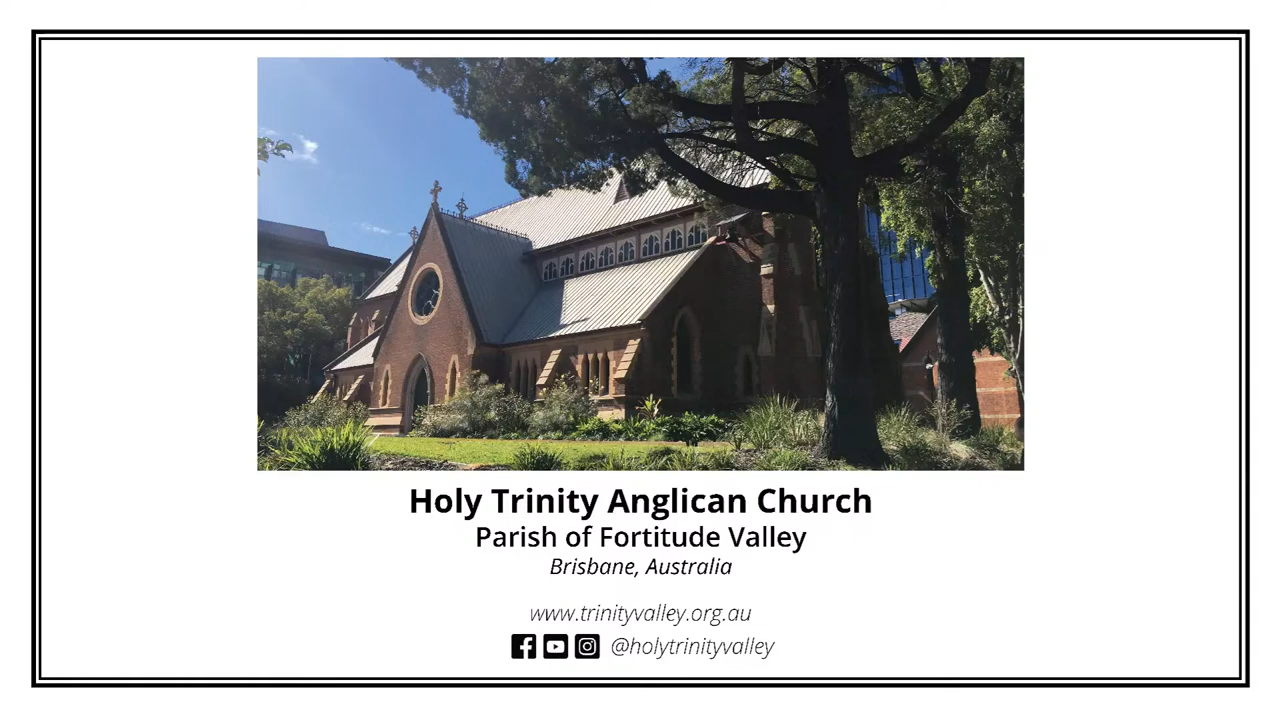 Holy Trinity Anglican Church
Parish of Fortitude Valley
Brisbane, Australia
www.trinityvalley.org.au
@holytrinityvalley